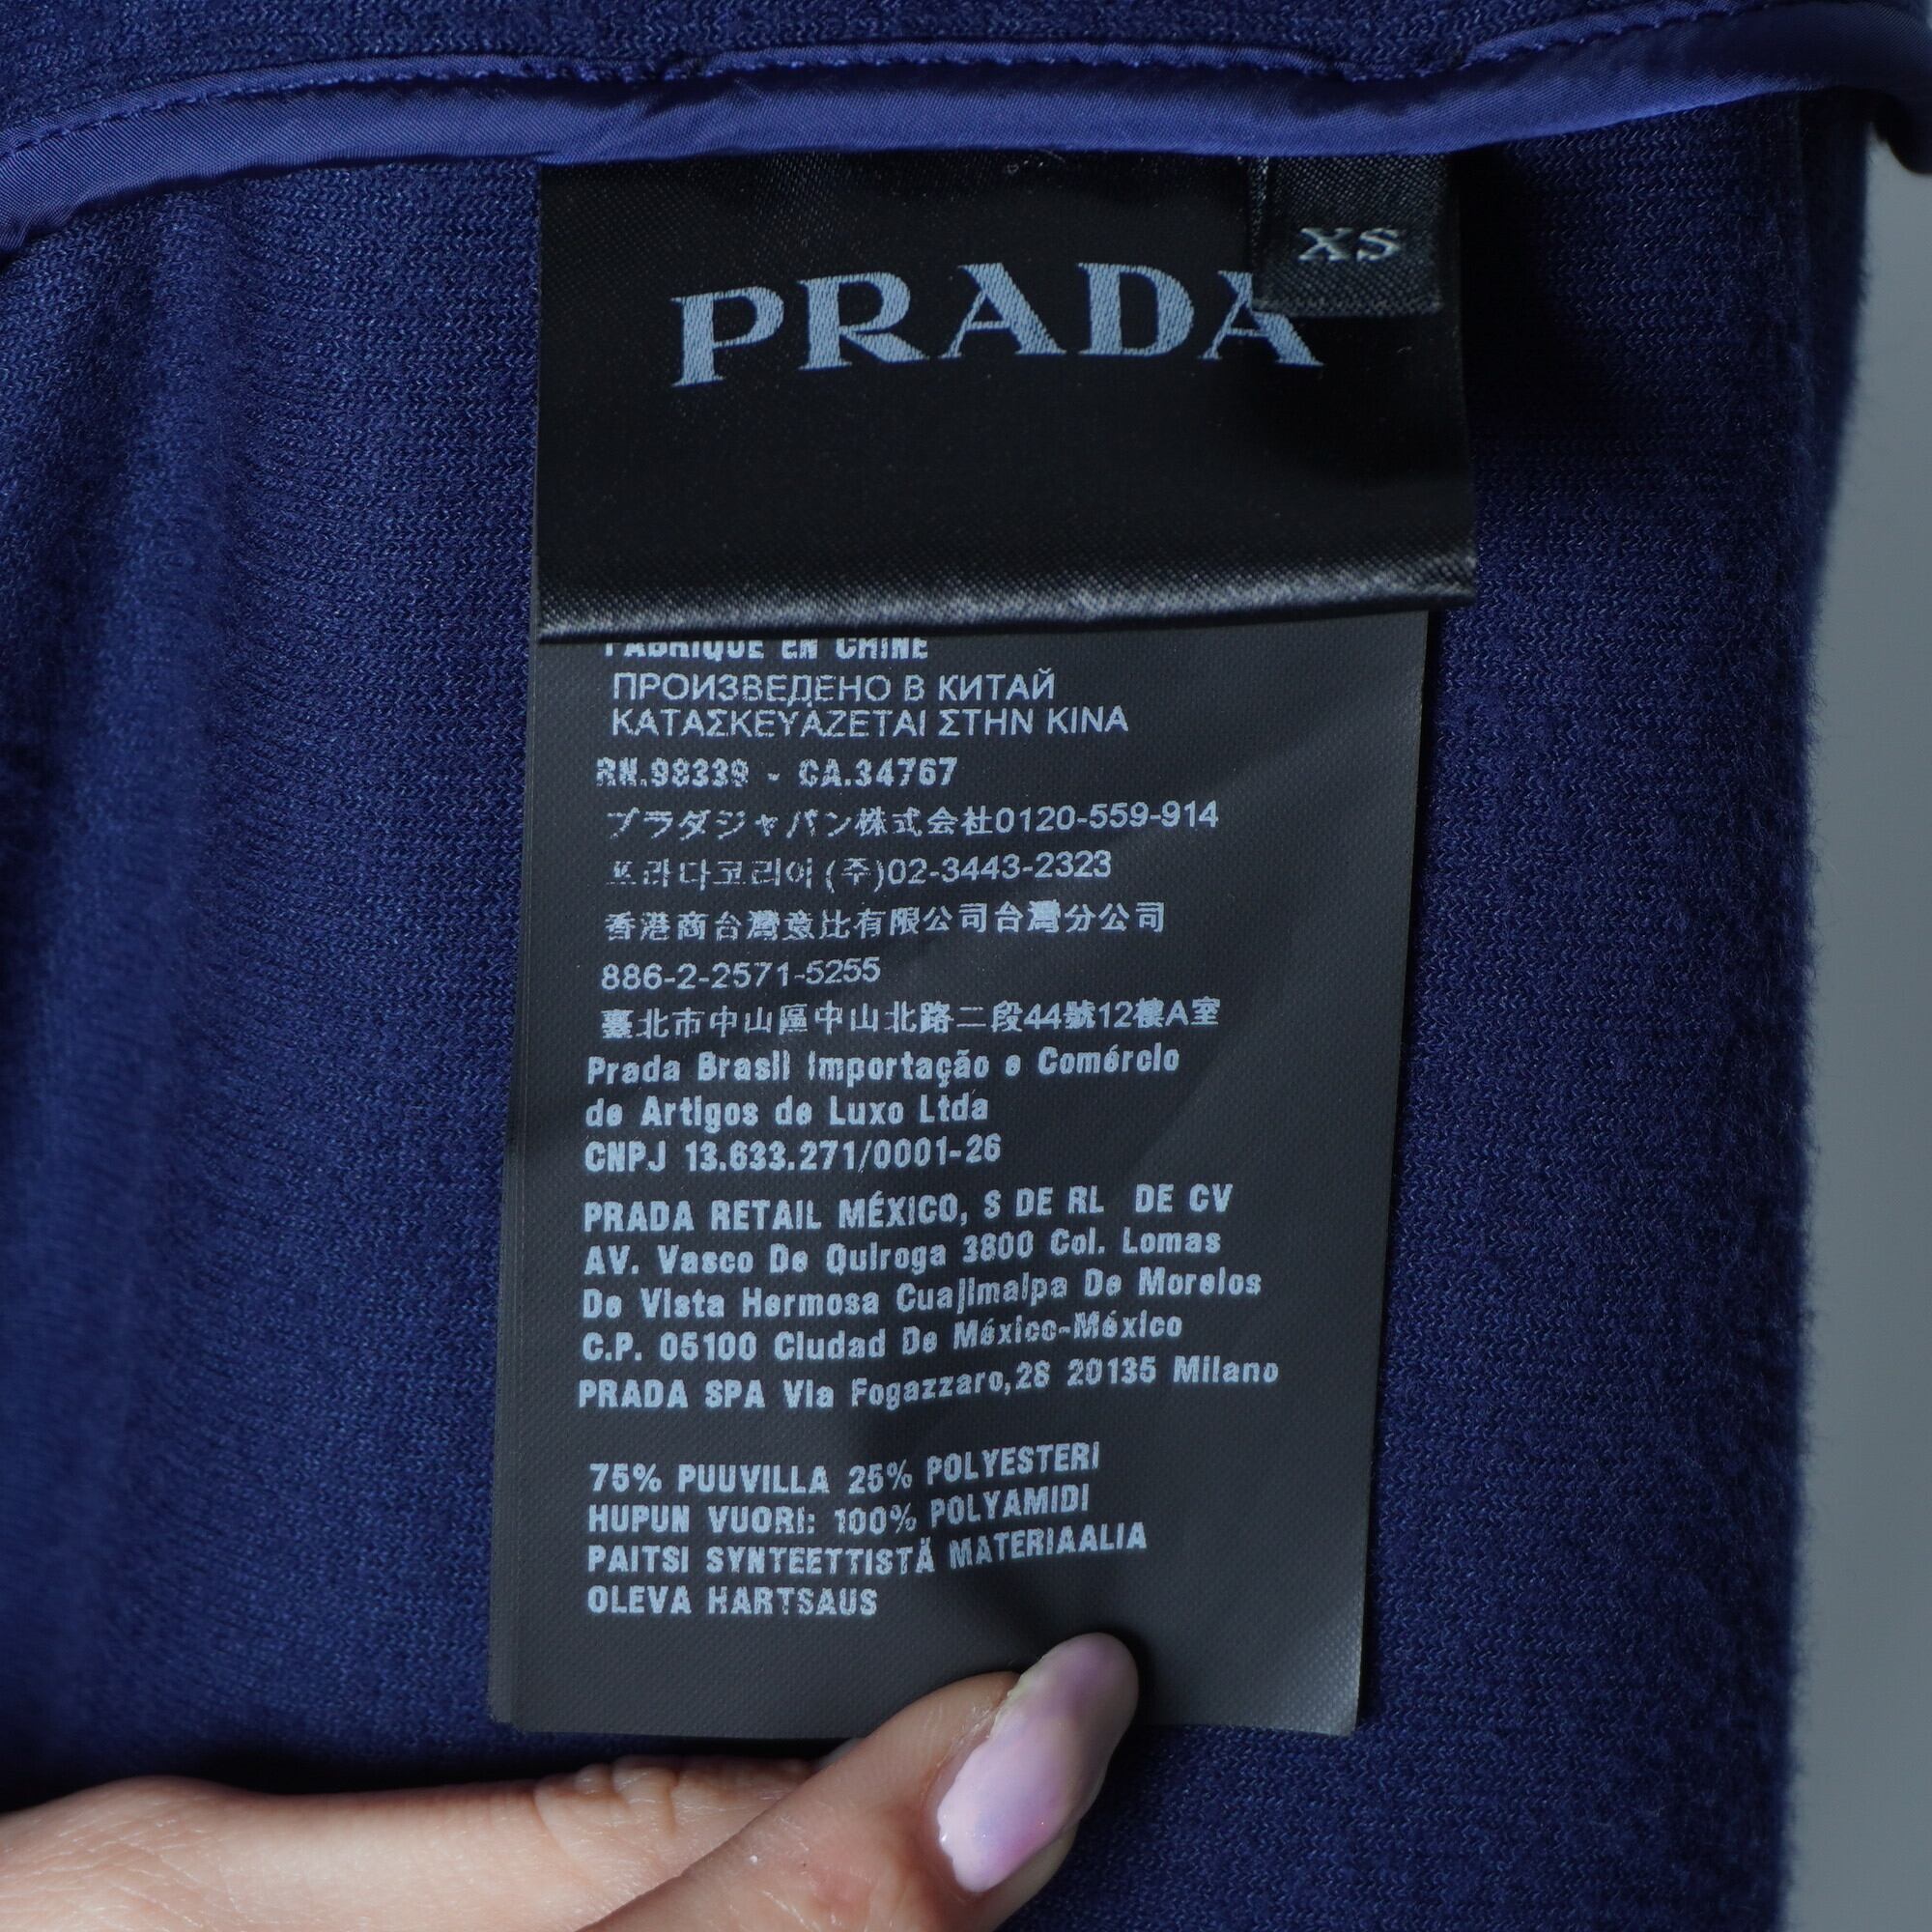 XS
PRADA
FABRIQUE EN CHINE
ПРОИЗВЕДЕНО В КИТАЙ
ΚΑΤΑΣΚΕΥΑΖΕΤΑΙ ΣΤΗΝ ΚΙΝΑ
RN.98339 - CA.34767
プラダジャパン株式会社0120-559-914
프라다코리아(주)02-3443-2323
香港商台灣意比有限公司台灣分公司
886-2-2571-5255
臺北市中山區中山北路二段44號12樓A室
Prada Brasil Importação e Comércio
de Artigos de Luxo Ltda
CNPJ 13.633.271/0001-26
PRADA RETAIL MÉXICO, S DE RL DE CV
AV. Vasco De Quiroga 3800 Col. Lomas
De Vista Hermosa Cuajimalpa De Morelos
C.P. 05100 Ciudad De México-México
PRADA SPA Via Fogazzaro,28 20135 Milano
75% PUUVILLA 25% POLYESTERI
HUPUN VUORI: 100% POLYAMIDI
PAITSI SYNTEETTISTÄ MATERIAALIA
OLEVA HARTSAUS